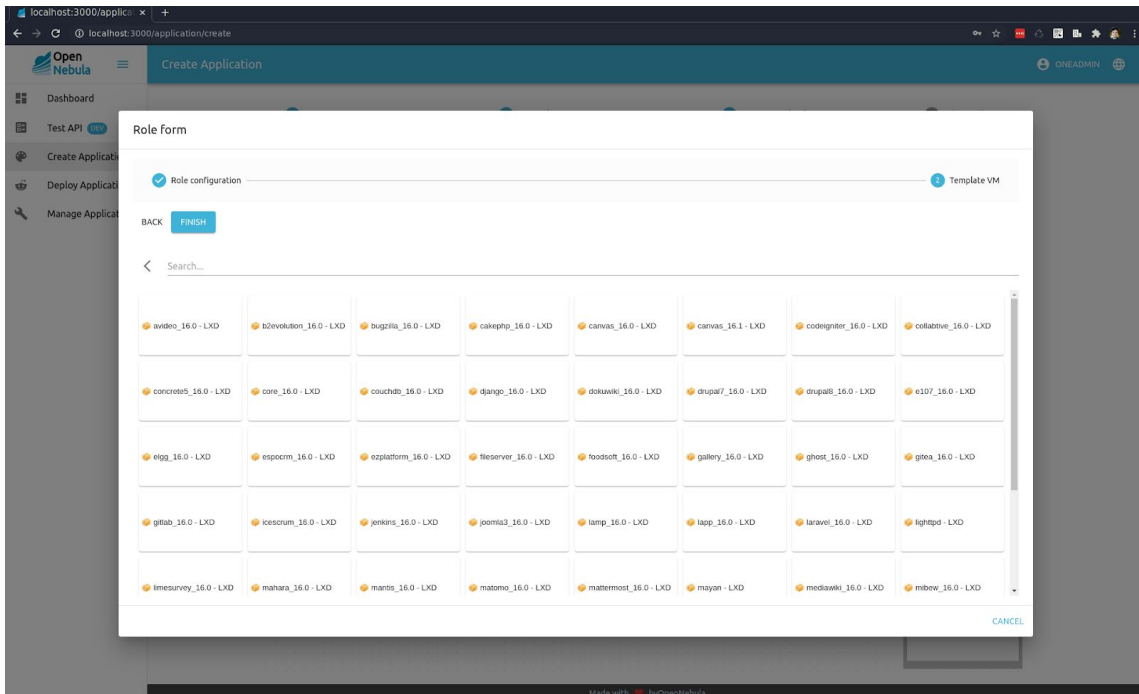 localhost:3000/applica × +
localhost:3000/application/create
Open
Nebula
Create Application
ONEADMIN
Dashboard
Test API DEV
Create Applicati
Deploy Applicati
Manage Applicat
Role form
Role configuration
2 Template VM
BACK FINISH
Search...
avideo_16.0 - LXD b2evolution_16.0 - LXD bugzilla_16.0 - LXD cakephp_16.0 - LXD canvas_16.0 - LXD canvas_16.1 - LXD codeigniter_16.0 - LXD collabtive_16.0 - LXD
concrete5_16.0 - LXD core_16.0 - LXD couchdb_16.0 - LXD django_16.0 - LXD dokuwiki_16.0 - LXD drupal7_16.0 - LXD drupal8_16.0 - LXD e107_16.0 - LXD
elgg_16.0 - LXD espocrm_16.0 - LXD ezplatform_16.0 - LXD fileserver_16.0 - LXD foodsoft_16.0 - LXD gallery_16.0 - LXD ghost_16.0 - LXD gitea_16.0 - LXD
gitlab_16.0 - LXD icescrum_16.0 - LXD jenkins_16.0 - LXD joomla3_16.0 - LXD lamp_16.0 - LXD lapp_16.0 - LXD laravel_16.0 - LXD lighttpd - LXD
limesurvey_16.0 - LXD mahara_16.0 - LXD mantis_16.0 - LXD matomo_16.0 - LXD mattermost_16.0 - LXD mayan - LXD mediawiki_16.0 - LXD mibew_16.0 - LXD
CANCEL
Made with byOpenNebula